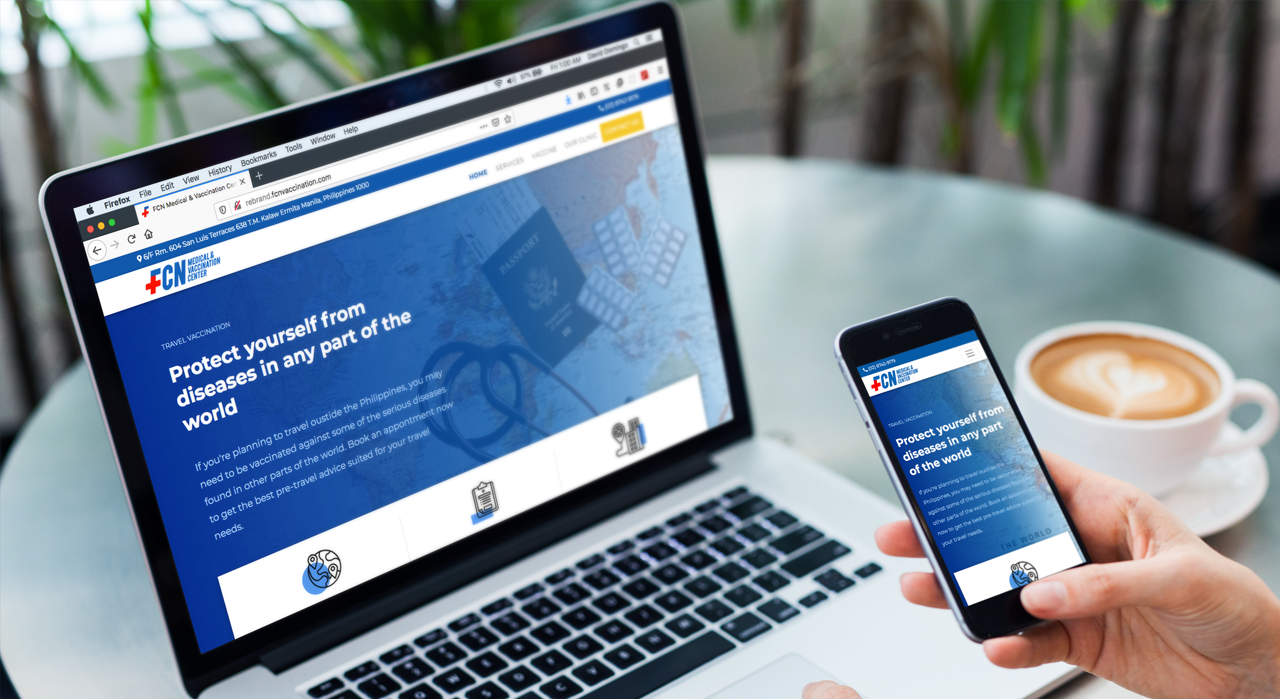 Firefox File Edit View History Bookmarks Tools Window Help
97% Fri 1:00 AM David Domingo
FCN Medical & Vaccination Ce
rebrand.fcnvaccination.com
6/F Rm. 604 San Luis Terraces 638 T.M. Kalaw Ermita Manila, Philippines 1000
(02) 8742-9179
FCN MEDICAL &
VACCINATION
CENTER
HOME SERVICES VACCINE OUR CLINIC CONTACT US
TRAVEL VACCINATION
Protect yourself from
diseases in any part of the
world
If you're planning to travel oustide the Philippines, you may
need to be vaccinated against some of the serious diseases
found in other parts of the world. Book an appointment now
to get the best pre-travel advice suited for your travel
needs.
PASSPORT
(02) 8742-9179
FCN MEDICAL &
VACCINATION
CENTER
TRAVEL VACCINATION
Protect yourself from
diseases in any part
of the world
If you're planning to travel oustide the
Philippines, you may need to be vaccinated
against some of the serious diseases found in
other parts of the world. Book an appointment
now to get the best pre-travel advice suited for
your travel needs.
THE WORLD